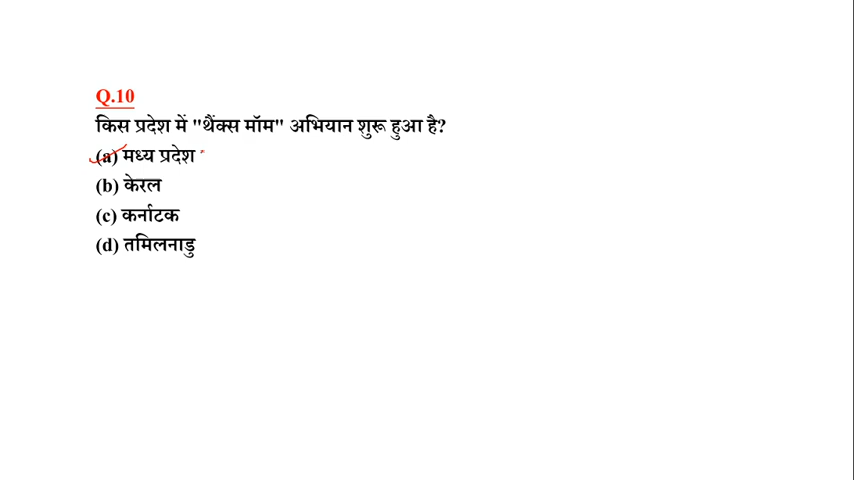 Q.10
किस प्रदेश में "थैंक्स मॉम" अभियान शुरू हुआ है?
(a) मध्य प्रदेश
(b) केरल
(c) कर्नाटक
(d) तमिलनाडु